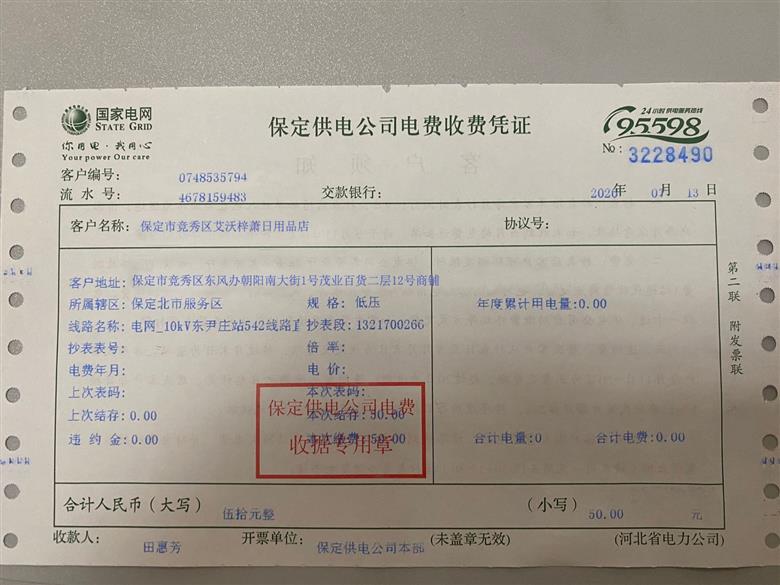 国家电网
STATE GRID
你用电·我用心
Your power Our care
保定供电公司电费收费凭证
24小时供电服务热线
95598
No: 3228490
客户编号: 0748535794
流水号: 4678159483 交款银行: 2020年 07 13日
客户名称: 保定市竞秀区艾沃梓萧日用品店 协议号:
客户地址: 保定市竞秀区东风办朝阳南大街1号茂业百货二层12号商铺
所属辖区: 保定北市服务区 规格: 低压 年度累计用电量:0.00
线路名称: 电网_10kV东尹庄站542线路 抄表段: 1321700266
抄表表号: 倍率:
电费年月: 电价:
上次表码: 本次表码:
上次结存: 0.00 本次结存: 50.00
违约金: 0.00 本次缴费: 50.00 合计电量:0 合计电费:0.00
保定供电公司电费
收据专用章
合计人民币(大写) 伍拾元整 (小写) 50.00 元
收款人: 田惠芳 开票单位: 保定供电公司本部 (未盖章无效) (河北省电力公司)
第二联 附发票联